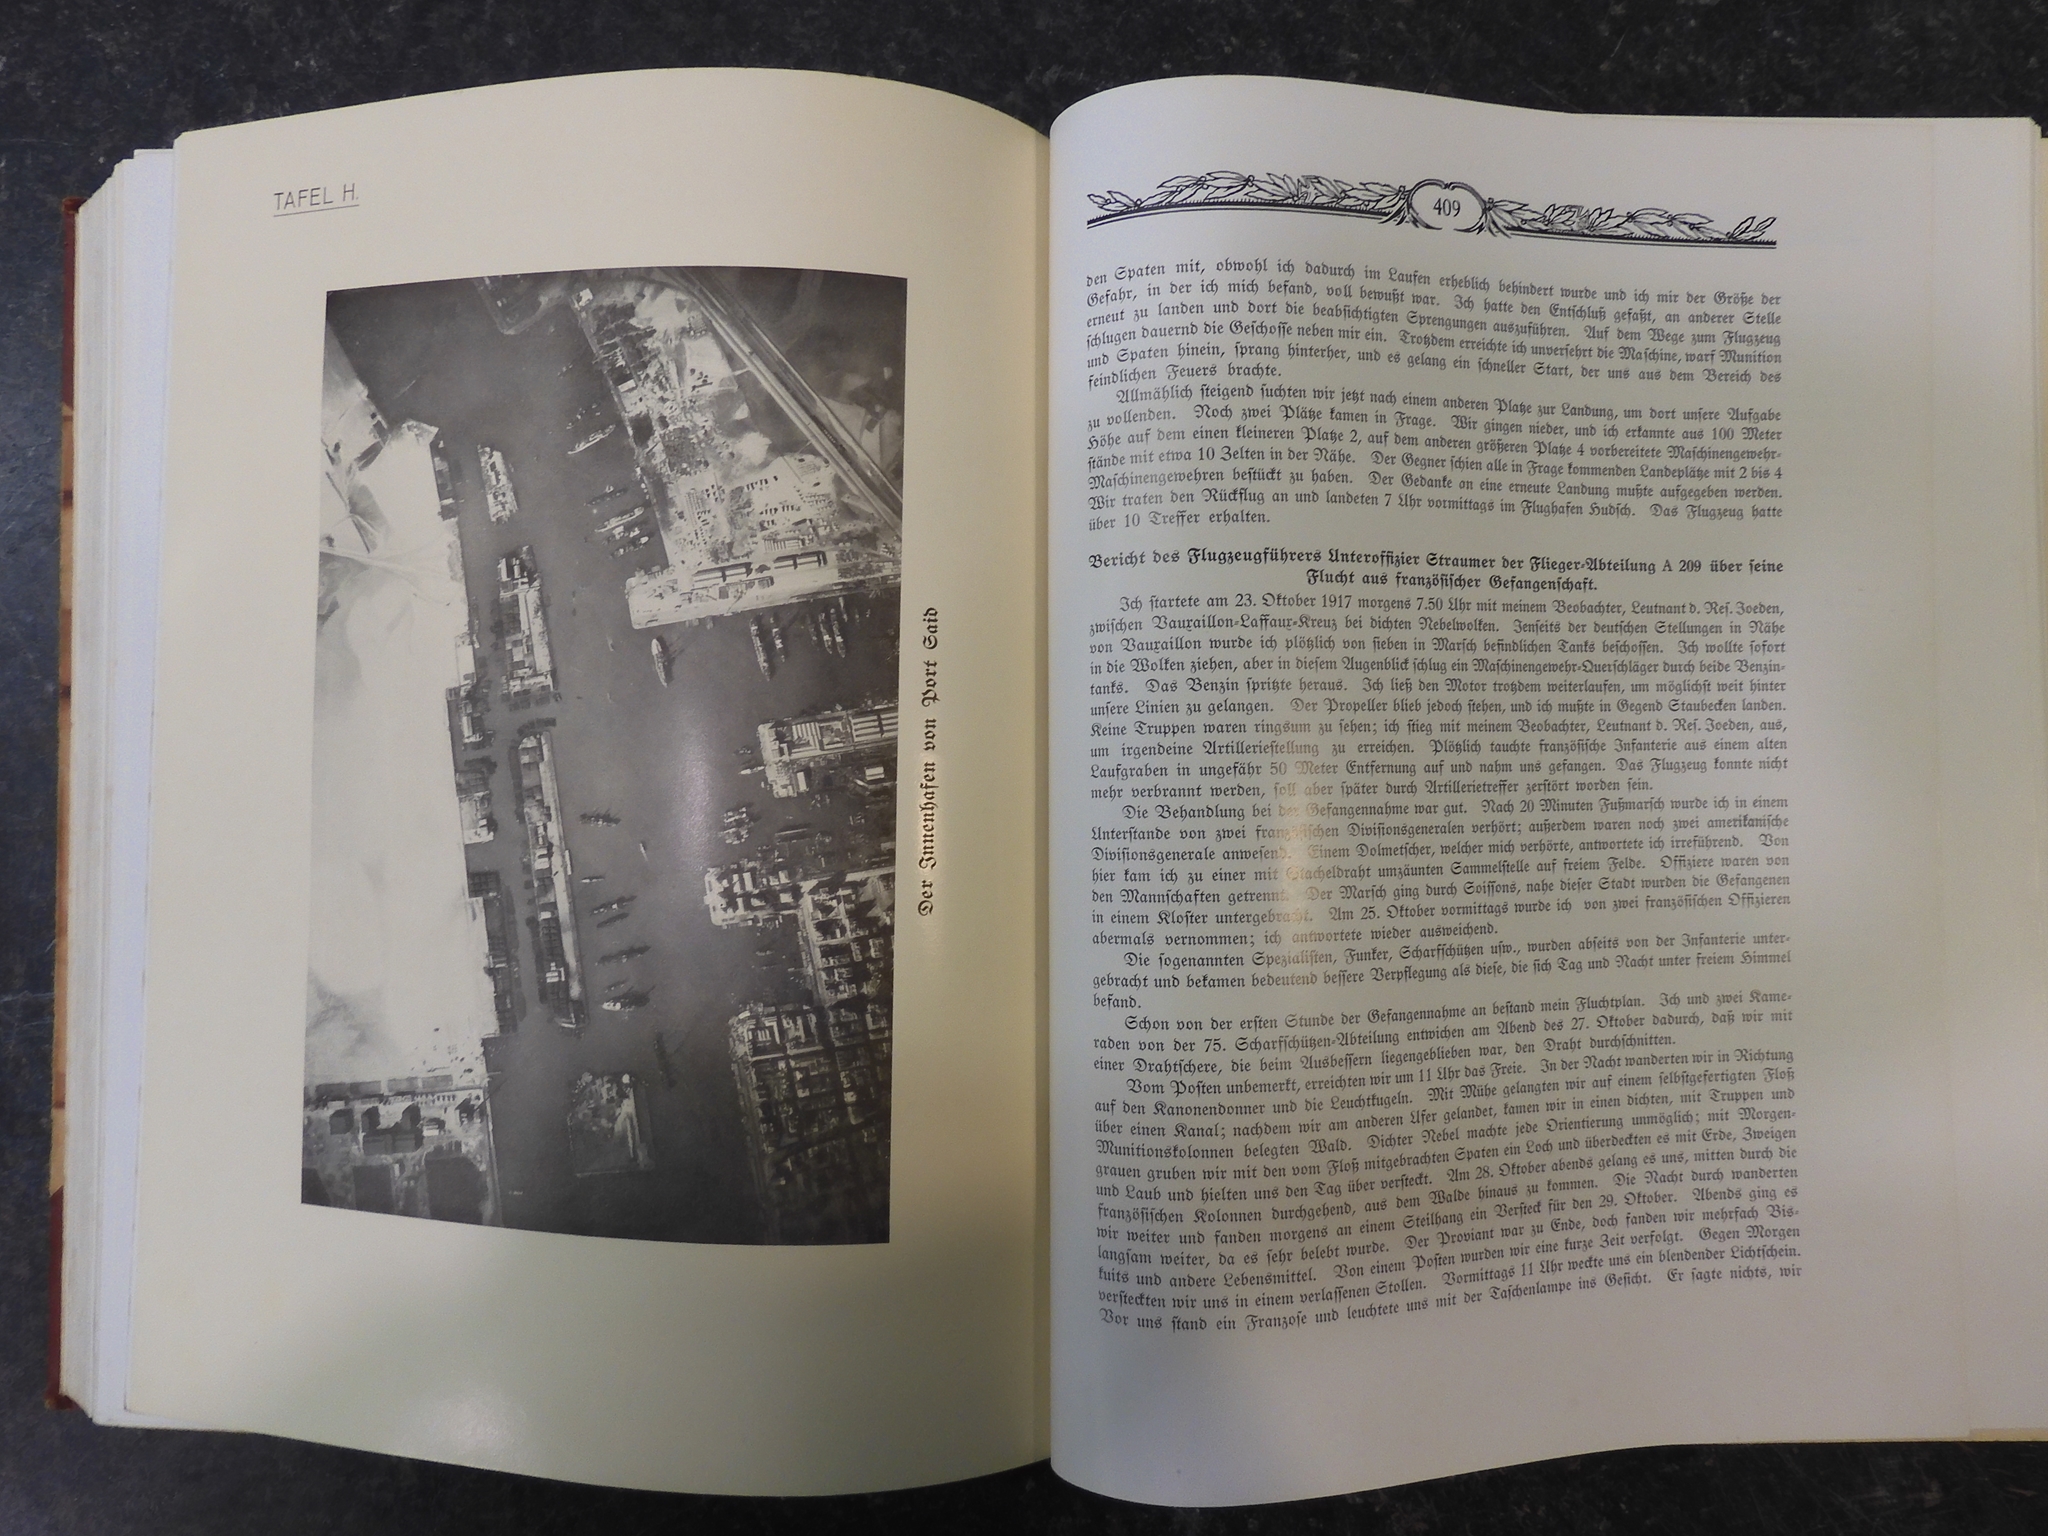 TAFEL H.
Der Innenhafen von Port Said
409
den Spaten mit, obwohl ich dadurch im Laufen erheblich behindert wurde und ich mir der Größe der
Gefahr, in der ich mich befand, voll bewußt war. Ich hatte den Entschluß gefaßt, an anderer Stelle
erneut zu landen und dort die beabsichtigten Sprengungen auszuführen. Auf dem Wege zum Flugzeug
schlugen dauernd die Geschosse neben mir ein. Trotzdem erreichte ich unversehrt die Maschine, warf Munition
und Spaten hinein, sprang hinterher, und es gelang ein schneller Start, der uns aus dem Bereich des
feindlichen Feuers brachte.
Allmählich steigend suchten wir jetzt nach einem anderen Platze zur Landung, um dort unsere Aufgabe
zu vollenden. Noch zwei Plätze kamen in Frage. Wir gingen nieder, und ich erkannte aus 100 Meter
Höhe auf dem einen kleineren Platze 2, auf dem anderen größeren Platze 4 vorbereitete Maschinengewehr-
stände mit etwa 10 Zelten in der Nähe. Der Gegner schien alle in Frage kommenden Landeplätze mit 2 bis 4
Maschinengewehren bestückt zu haben. Der Gedanke on eine erneute Landung mußte aufgegeben werden.
Wir traten den Rückflug an und landeten 7 Uhr vormittags im Flughafen Hudsch. Das Flugzeug hatte
über 10 Treffer erhalten.
Bericht des Flugzeugführers Unteroffizier Straumer der Flieger-Abteilung A 209 über seine
Flucht aus französischer Gefangenschaft.
Ich startete am 23. Oktober 1917 morgens 7.50 Uhr mit meinem Beobachter, Leutnant d. Res. Joeden,
zwischen Vauxaillon-Laffaux-Kreuz bei dichten Nebelwolken. Jenseits der deutschen Stellungen in Nähe
von Vauxaillon wurde ich plötzlich von sieben in Marsch befindlichen Tanks beschossen. Ich wollte sofort
in die Wolken ziehen, aber in diesem Augenblick schlug ein Maschinengewehr-Querschläger durch beide Benzin-
tanks. Das Benzin spritzte heraus. Ich ließ den Motor trotzdem weiterlaufen, um möglichst weit hinter
unsere Linien zu gelangen. Der Propeller blieb jedoch stehen, und ich mußte in Gegend Staubecken landen.
Keine Truppen waren ringsum zu sehen; ich stieg mit meinem Beobachter, Leutnant d. Res. Joeden, aus,
um irgendeine Artilleriestellung zu erreichen. Plötzlich tauchte französische Infanterie aus einem alten
Laufgraben in ungefähr 50 Meter Entfernung auf und nahm uns gefangen. Das Flugzeug konnte nicht
mehr verbrannt werden, soll aber später durch Artillerietreffer zerstört worden sein.
Die Behandlung bei der Gefangennahme war gut. Nach 20 Minuten Fußmarsch wurde ich in einem
Unterstande von zwei französischen Divisionsgeneralen verhört; außerdem waren noch zwei amerikanische
Divisionsgenerale anwesend. Einem Dolmetscher, welcher mich verhörte, antwortete ich irreführend. Von
hier kam ich zu einer mit Stacheldraht umzäunten Sammelstelle auf freiem Felde. Offiziere waren von
den Mannschaften getrennt. Der Marsch ging durch Soissons, nahe dieser Stadt wurden die Gefangenen
in einem Kloster untergebracht. Am 25. Oktober vormittags wurde ich von zwei französischen Offizieren
abermals vernommen; ich antwortete wieder ausweichend.
Die sogenannten Spezialisten, Funker, Scharfschützen usw., wurden abseits von der Infanterie unter-
gebracht und bekamen bedeutend bessere Verpflegung als diese, die sich Tag und Nacht unter freiem Himmel
befand.
Schon von der ersten Stunde der Gefangennahme an bestand mein Fluchtplan. Ich und zwei Kame-
raden von der 75. Scharfschützen-Abteilung entwichen am Abend des 27. Oktober dadurch, daß wir mit
einer Drahtschere, die beim Ausbessern liegengeblieben war, den Draht durchschnitten.
Vom Posten unbemerkt, erreichten wir um 11 Uhr das Freie. In der Nacht wanderten wir in Richtung
auf den Kanonendonner und die Leuchtkugeln. Mit Mühe gelangten wir auf einem selbstgefertigten Floß
über einen Kanal; nachdem wir am anderen Ufer gelandet, kamen wir in einen dichten, mit Truppen und
Munitionskolonnen belegten Wald. Dichter Nebel machte jede Orientierung unmöglich; mit Morgen-
grauen gruben wir mit den vom Floß mitgebrachten Spaten ein Loch und überdeckten es mit Erde, Zweigen
und Laub und hielten uns den Tag über versteckt. Am 28. Oktober abends gelang es uns, mitten durch die
französischen Kolonnen durchgehend, aus dem Walde hinaus zu kommen. Die Nacht durch wanderten
wir weiter und fanden morgens an einem Steilhang ein Versteck für den 29. Oktober. Abends ging es
langsam weiter, da es sehr belebt wurde. Der Proviant war zu Ende, doch fanden wir mehrfach Bis-
kuits und andere Lebensmittel. Von einem Posten wurden wir eine kurze Zeit verfolgt. Gegen Morgen
versteckten wir uns in einem verlassenen Stollen. Vormittags 11 Uhr weckte uns ein blendender Lichtschein.
Vor uns stand ein Franzose und leuchtete uns mit der Taschenlampe ins Gesicht. Er sagte nichts, wir